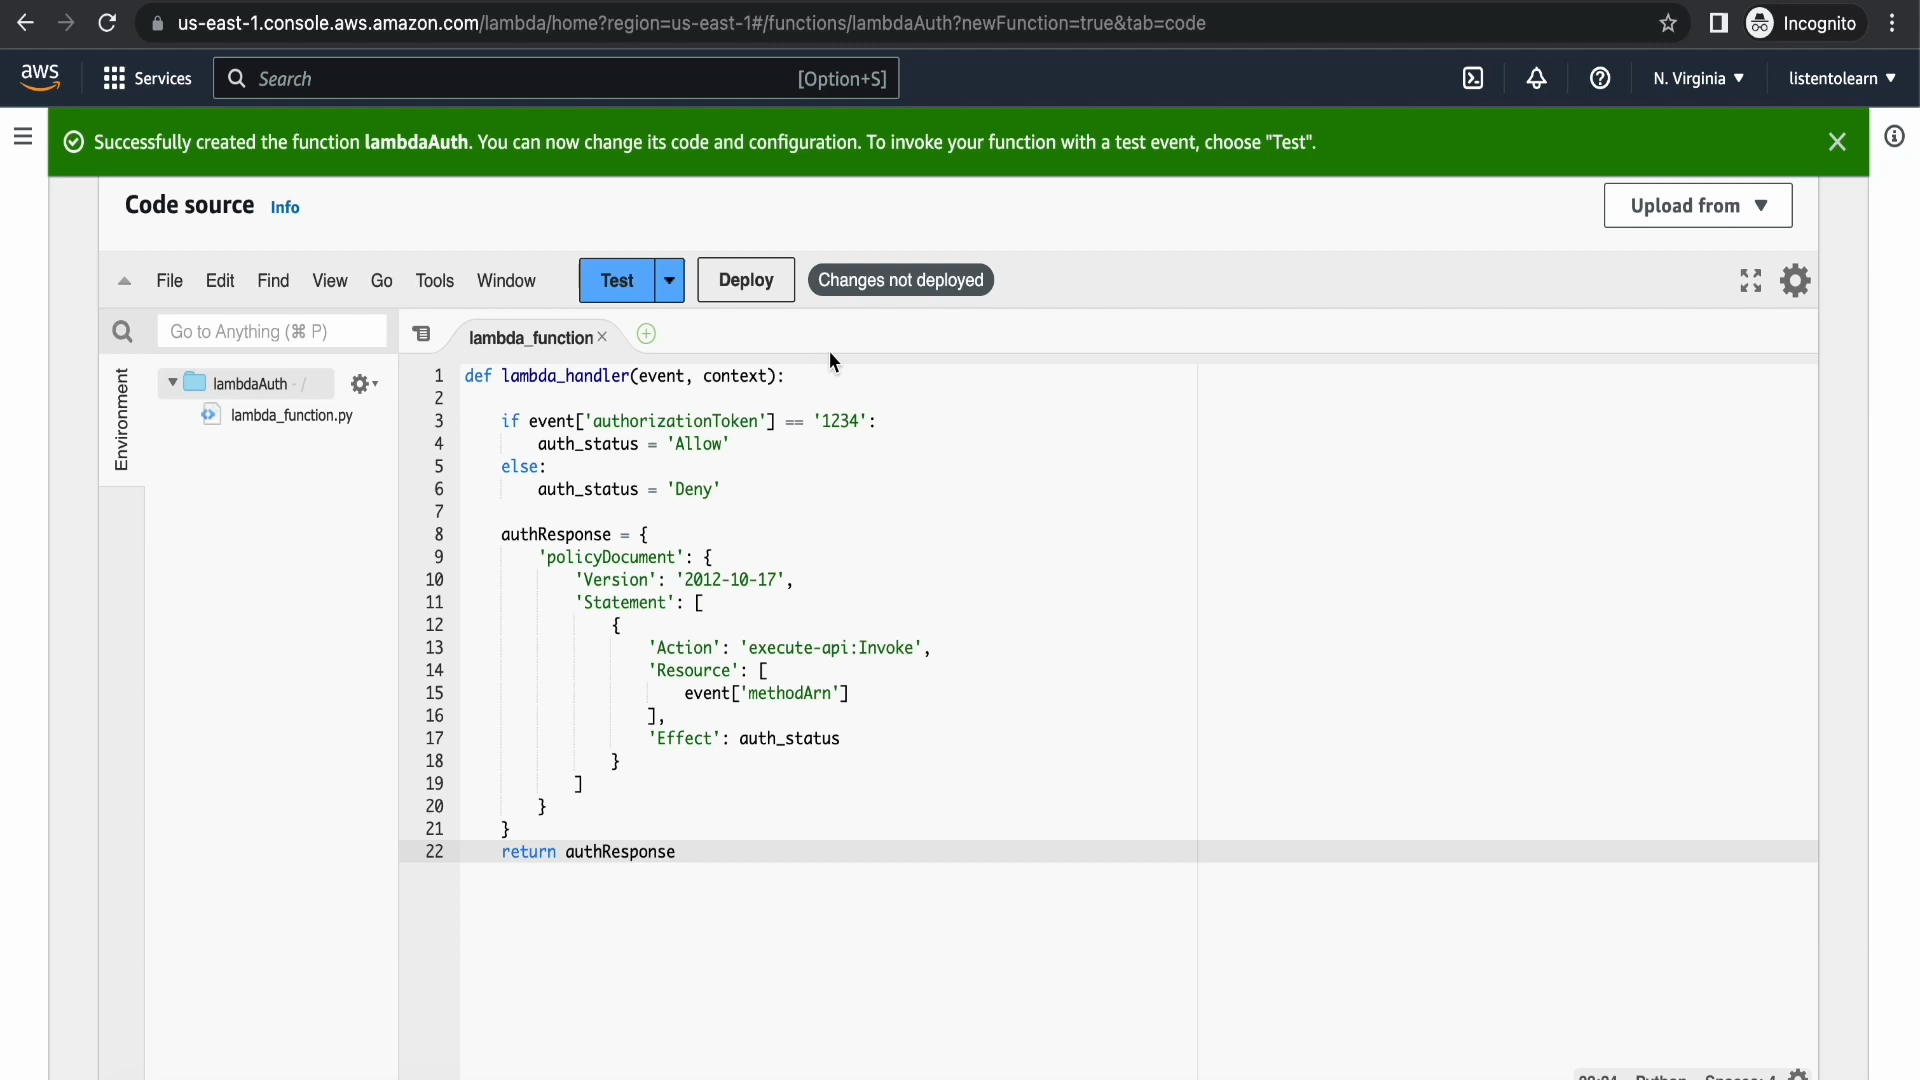 us-east-1.console.aws.amazon.com/lambda/home?region=us-east-1#/functions/lambdaAuth?newFunction=true&tab=code
Incognito
aws
Services
Search
[Option+S]
N. Virginia
listentolearn
Successfully created the function lambdaAuth. You can now change its code and configuration. To invoke your function with a test event, choose "Test".
Code source Info
Upload from
File Edit Find View Go Tools Window
Test
Deploy
Changes not deployed
Go to Anything (⌘ P)
lambda_function
Environment
lambdaAuth - /
lambda_function.py
1 def lambda_handler(event, context):
2
3 if event['authorizationToken'] == '1234':
4 auth_status = 'Allow'
5 else:
6 auth_status = 'Deny'
7
8 authResponse = {
9 'policyDocument': {
10 'Version': '2012-10-17',
11 'Statement': [
12 {
13 'Action': 'execute-api:Invoke',
14 'Resource': [
15 event['methodArn']
16 ],
17 'Effect': auth_status
18 }
19 ]
20 }
21 }
22 return authResponse